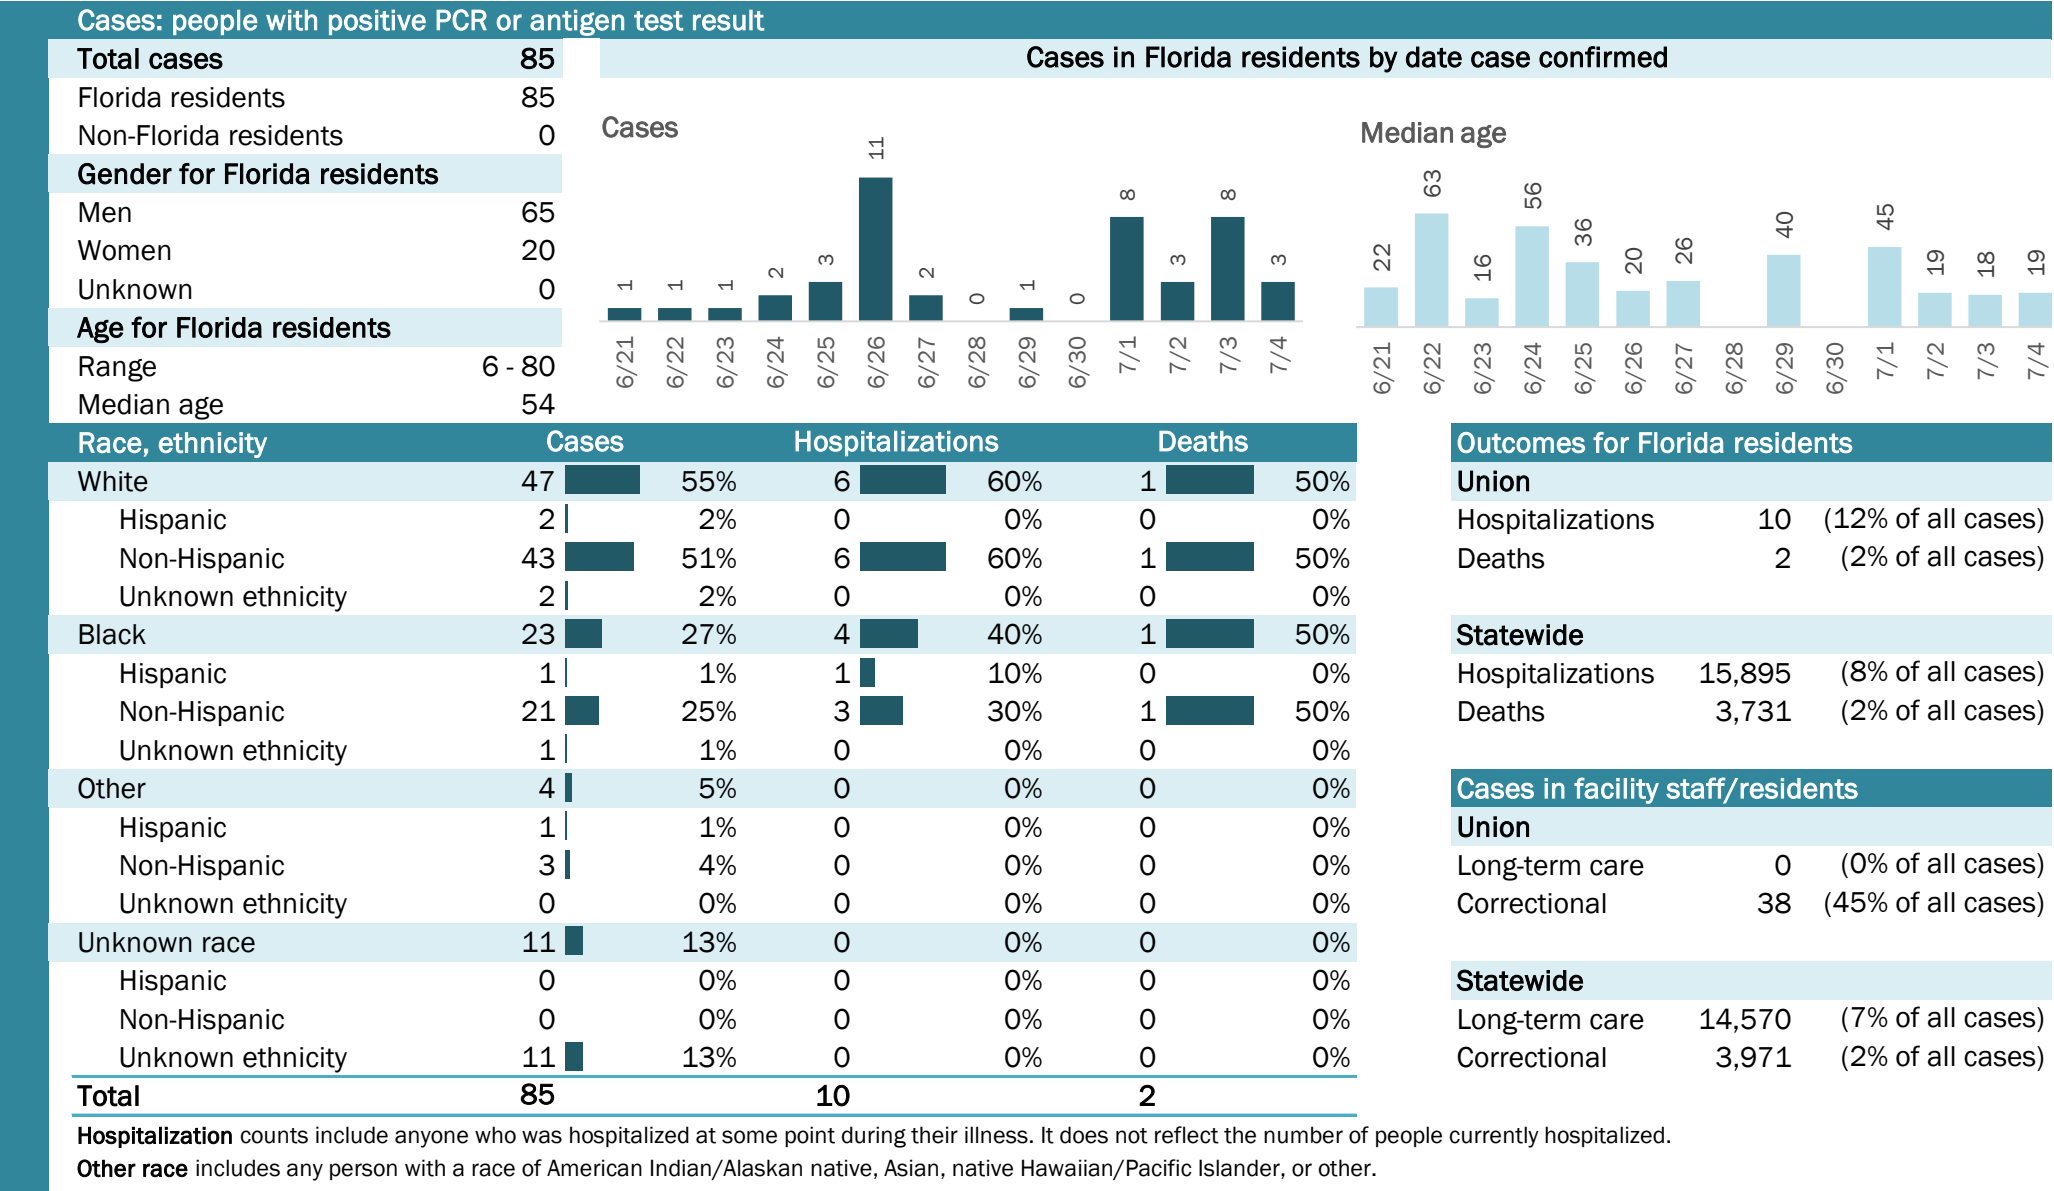 Cases: people with positive PCR or antigen test result
Total cases 85
Florida residents 85
Non-Florida residents 0
Gender for Florida residents
Men 65
Women 20
Unknown 0
Age for Florida residents
Range 6 - 80
Median age 54
Cases in Florida residents by date case confirmed
Cases
1 1 1 2 3 11 2 0 1 0 8 3 8 3
6/21 6/22 6/23 6/24 6/25 6/26 6/27 6/28 6/29 6/30 7/1 7/2 7/3 7/4
Median age
22 63 16 56 36 20 26 40 45 19 18 19
6/21 6/22 6/23 6/24 6/25 6/26 6/27 6/28 6/29 6/30 7/1 7/2 7/3 7/4
Race, ethnicity Cases Hospitalizations Deaths
White 47 55% 6 60% 1 50%
Hispanic 2 2% 0 0% 0 0%
Non-Hispanic 43 51% 6 60% 1 50%
Unknown ethnicity 2 2% 0 0% 0 0%
Black 23 27% 4 40% 1 50%
Hispanic 1 1% 1 10% 0 0%
Non-Hispanic 21 25% 3 30% 1 50%
Unknown ethnicity 1 1% 0 0% 0 0%
Other 4 5% 0 0% 0 0%
Hispanic 1 1% 0 0% 0 0%
Non-Hispanic 3 4% 0 0% 0 0%
Unknown ethnicity 0 0% 0 0% 0 0%
Unknown race 11 13% 0 0% 0 0%
Hispanic 0 0% 0 0% 0 0%
Non-Hispanic 0 0% 0 0% 0 0%
Unknown ethnicity 11 13% 0 0% 0 0%
Total 85 10 2
Outcomes for Florida residents
Union
Hospitalizations 10 (12% of all cases)
Deaths 2 (2% of all cases)
Statewide
Hospitalizations 15,895 (8% of all cases)
Deaths 3,731 (2% of all cases)
Cases in facility staff/residents
Union
Long-term care 0 (0% of all cases)
Correctional 38 (45% of all cases)
Statewide
Long-term care 14,570 (7% of all cases)
Correctional 3,971 (2% of all cases)
Hospitalization counts include anyone who was hospitalized at some point during their illness. It does not reflect the number of people currently hospitalized.
Other race includes any person with a race of American Indian/Alaskan native, Asian, native Hawaiian/Pacific Islander, or other.